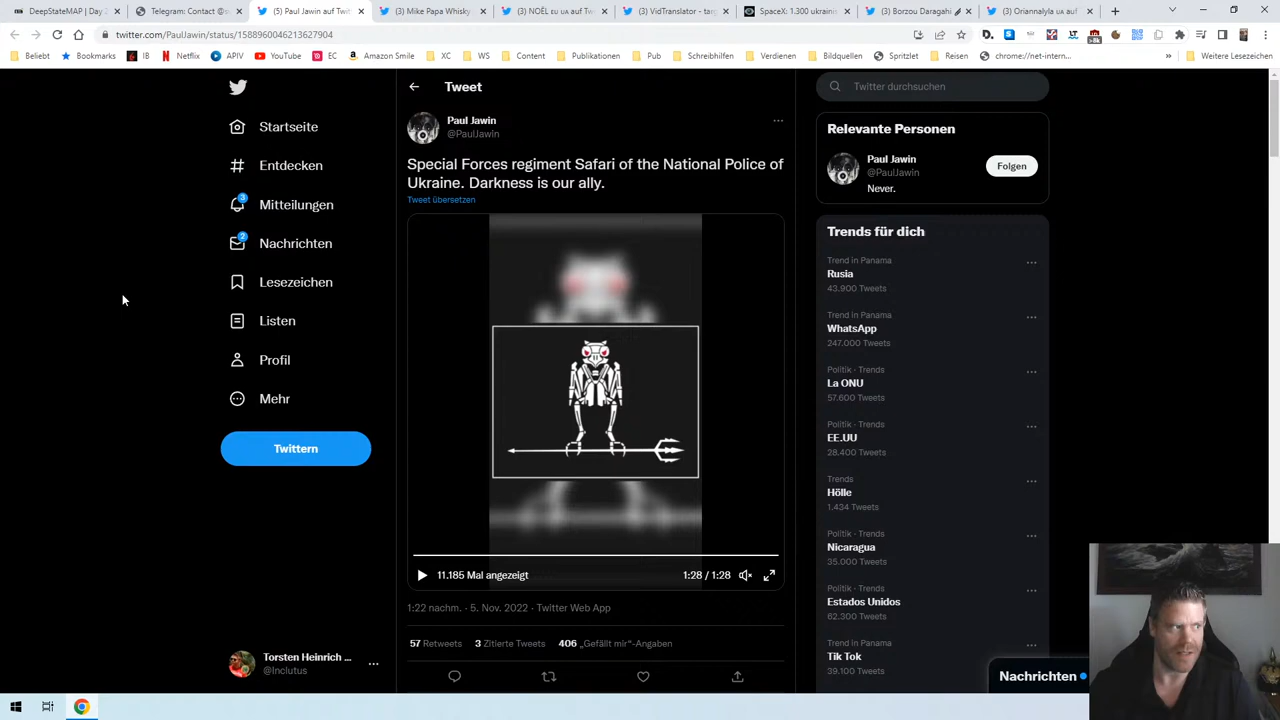 DeepStateMAP | Day 2
Telegram: Contact @s
(5) Paul Jawin auf Twit
(3) Mike Papa Whisky
(3) NOËL εu ua auf Tw
(3) VidTranslator - targ
SpaceX: 1.300 ukrainis
(3) Borzou Daragahi
(3) Oriannalyla ua auf
twitter.com/PaulJawin/status/1588960046213627904
Beliebt Bookmarks IB Netflix APIV YouTube EC Amazon Smile XC WS Content Publikationen Pub Schreibhilfen Verdienen Bildquellen Spritzlet Reisen chrome://net-intern... » Weitere Lesezeichen
Startseite
Entdecken
3
Mitteilungen
2
Nachrichten
Lesezeichen
Listen
Profil
Mehr
Twittern
Torsten Heinrich ...
@Inclutus
Tweet
Paul Jawin
@PaulJawin
Special Forces regiment Safari of the National Police of
Ukraine. Darkness is our ally.
Tweet übersetzen
11.185 Mal angezeigt
1:28 / 1:28
1:22 nachm. · 5. Nov. 2022 · Twitter Web App
57 Retweets 3 Zitierte Tweets 406 „Gefällt mir“-Angaben
Twitter durchsuchen
Relevante Personen
Paul Jawin
@PaulJawin
Folgen
Never.
Trends für dich
Trend in Panama
Rusia
43.900 Tweets
Trend in Panama
WhatsApp
247.000 Tweets
Politik · Trends
La ONU
57.600 Tweets
Politik · Trends
EE.UU
28.400 Tweets
Trends
Hölle
1.434 Tweets
Politik · Trends
Nicaragua
35.000 Tweets
Politik · Trends
Estados Unidos
62.300 Tweets
Trend in Panama
Tik Tok
39.100 Tweets
Nachrichten